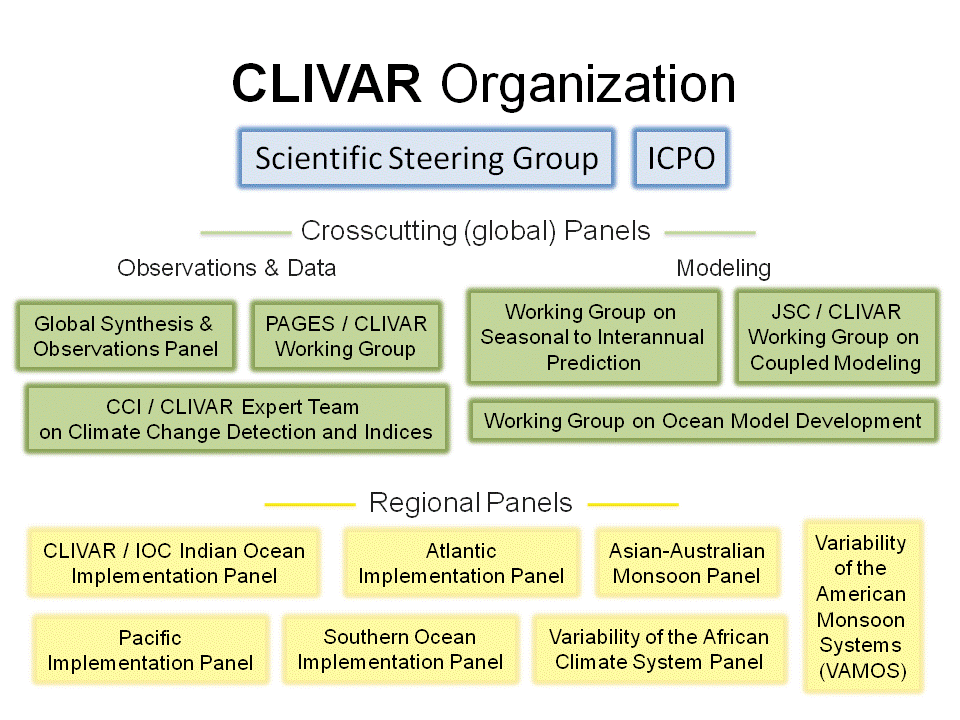 CLIVAR Organization
Scientific Steering Group
ICPO
Crosscutting (global) Panels
Observations & Data
Modeling
Global Synthesis &
Observations Panel
PAGES / CLIVAR
Working Group
CCI / CLIVAR Expert Team
on Climate Change Detection and Indices
Working Group on
Seasonal to Interannual
Prediction
JSC / CLIVAR
Working Group on
Coupled Modeling
Working Group on Ocean Model Development
Regional Panels
CLIVAR / IOC Indian Ocean
Implementation Panel
Atlantic
Implementation Panel
Asian-Australian
Monsoon Panel
Variability
of the
American
Monsoon
Systems
(VAMOS)
Pacific
Implementation Panel
Southern Ocean
Implementation Panel
Variability of the African
Climate System Panel